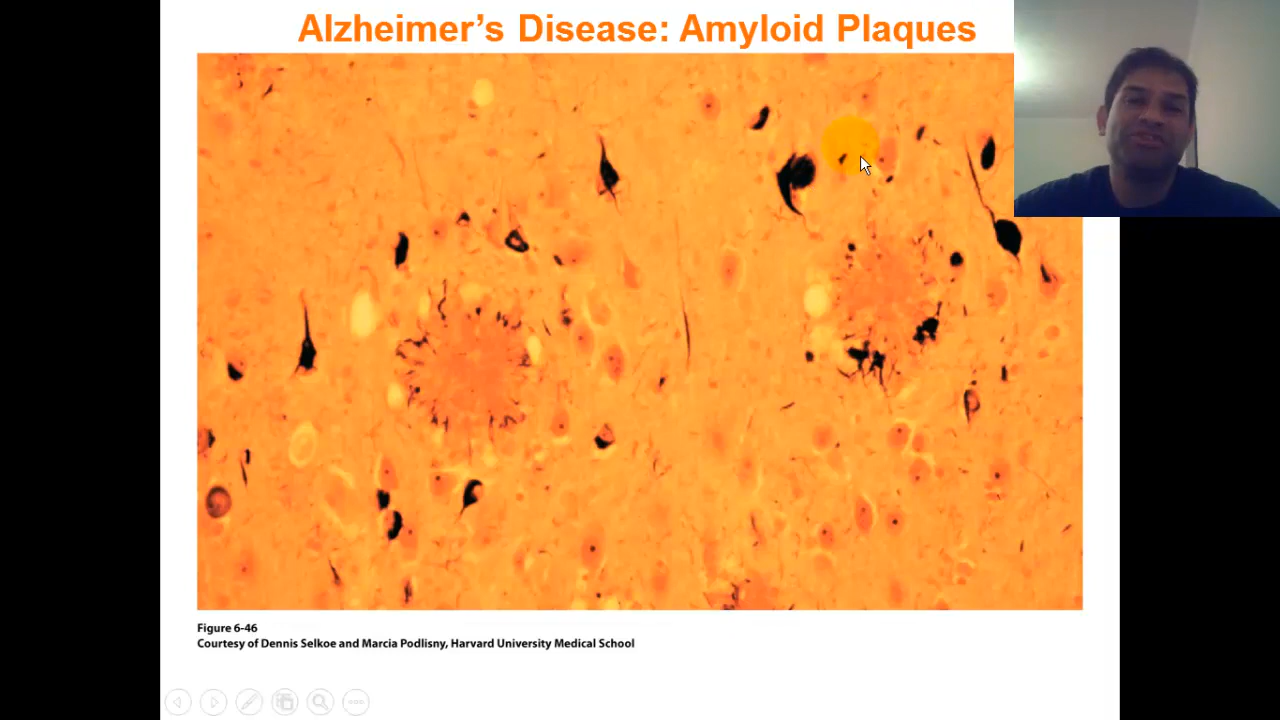 Alzheimer’s Disease: Amyloid Plaques
Figure 6-46
Courtesy of Dennis Selkoe and Marcia Podlisny, Harvard University Medical School